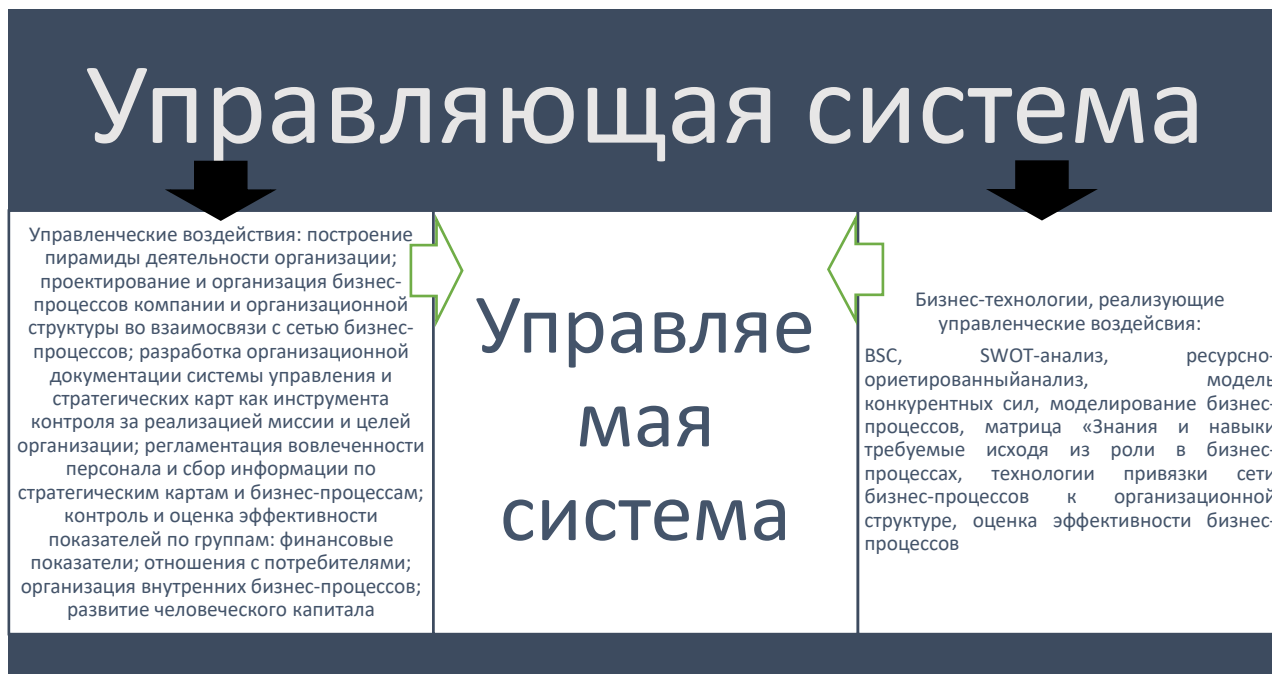 Управляющая система
Управленческие воздействия: построение
пирамиды деятельности организации;
проектирование и организация бизнес-
процессов компании и организационной
структуры во взаимосвязи с сетью бизнес-
процессов; разработка организационной
документации системы управления и
стратегических карт как инструмента
контроля за реализацией миссии и целей
организации; регламентация вовлеченности
персонала и сбор информации по
стратегическим картам и бизнес-процессам;
контроль и оценка эффективности
показателей по группам: финансовые
показатели; отношения с потребителями;
организация внутренних бизнес-процессов;
развитие человеческого капитала
Управляе
мая
система
Бизнес-технологии, реализующие
управленческие воздейсвия:
BSC, SWOT-анализ, ресурсно-
ориетированныйанализ, модель
конкурентных сил, моделирование бизнес-
процессов, матрица «Знания и навыки
требуемые исходя из роли в бизнес-
процессах, технологии привязки сети
бизнес-процессов к организационной
структуре, оценка эффективности бизнес-
процессов